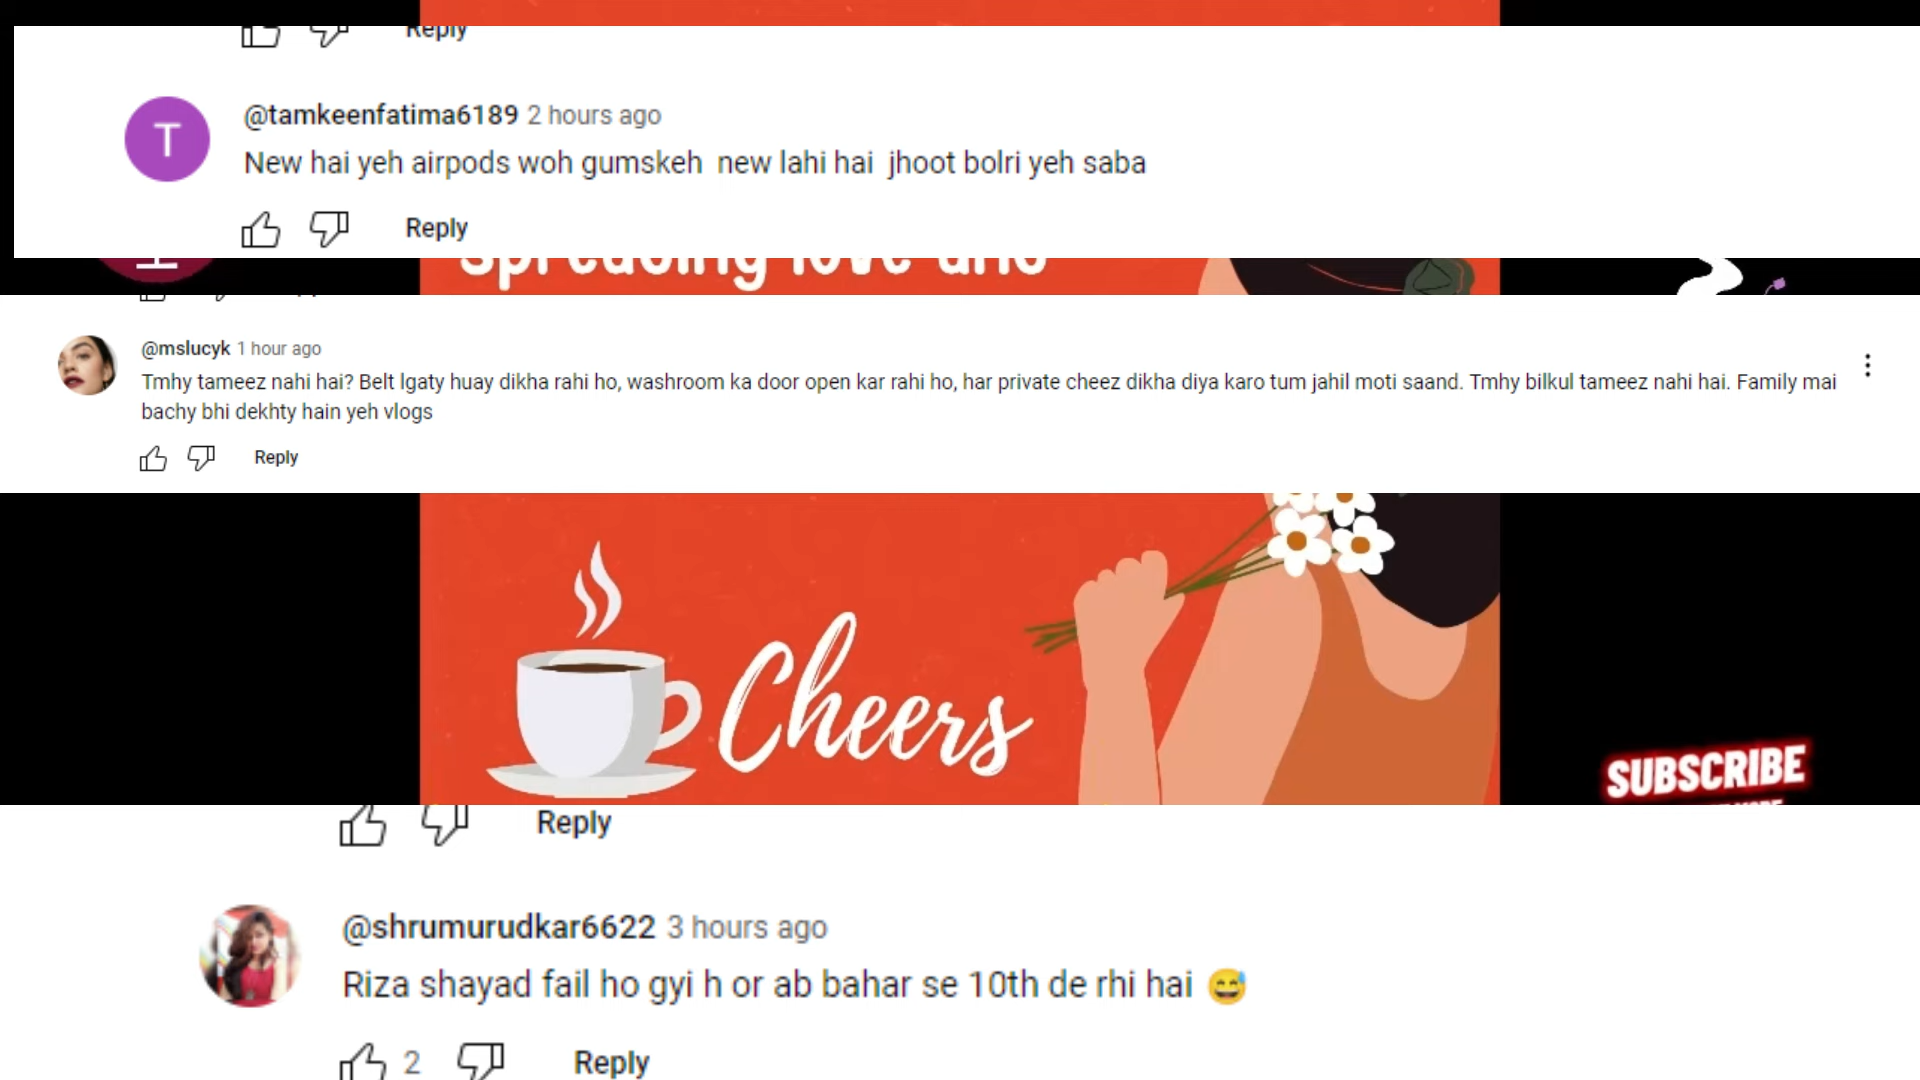 Reply
T
@tamkeenfatima6189 2 hours ago
New hai yeh airpods woh gumskeh new lahi hai jhoot bolri yeh saba
Reply
Spreading love and
@mslucyk 1 hour ago
Tmhy tameez nahi hai? Belt lgaty huay dikha rahi ho, washroom ka door open kar rahi ho, har private cheez dikha diya karo tum jahil moti saand. Tmhy bilkul tameez nahi hai. Family mai
bachy bhi dekhty hain yeh vlogs
Reply
Cheers
SUBSCRIBE
Reply
@shrumurudkar6622 3 hours ago
Riza shayad fail ho gyi h or ab bahar se 10th de rhi hai 😅
2 Reply